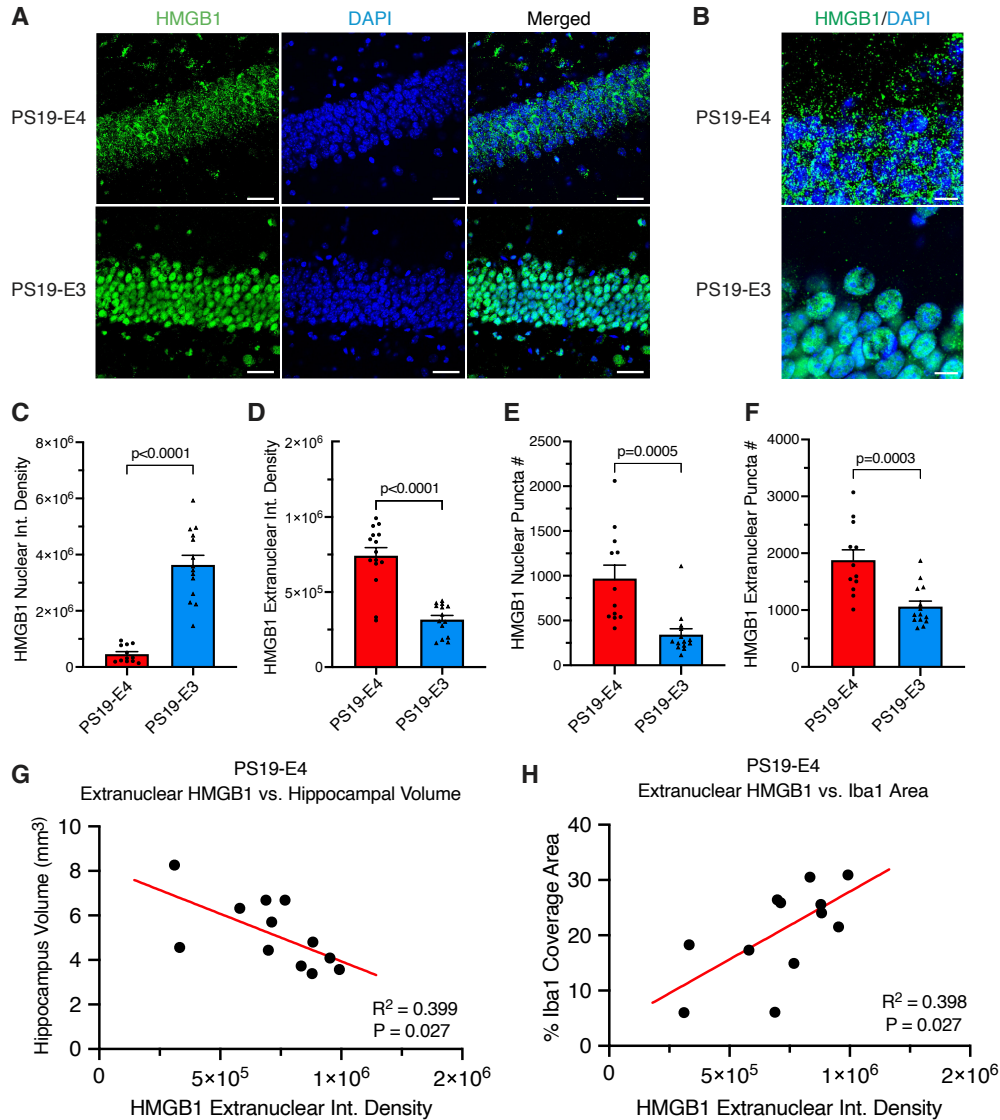 A
HMGB1
DAPI
Merged
PS19-E4
PS19-E3
B
HMGB1/DAPI
PS19-E4
PS19-E3
C
HMGB1 Nuclear Int. Density
8×10⁶
6×10⁶
4×10⁶
2×10⁶
0
p<0.0001
PS19-E4
PS19-E3
D
HMGB1 Extranuclear Int. Density
2×10⁶
1×10⁶
5×10⁵
0
p<0.0001
PS19-E4
PS19-E3
E
HMGB1 Nuclear Puncta #
2500
2000
1500
1000
500
0
p=0.0005
PS19-E4
PS19-E3
F
HMGB1 Extranuclear Puncta #
4000
3000
2000
1000
0
p=0.0003
PS19-E4
PS19-E3
G
PS19-E4
Extranuclear HMGB1 vs. Hippocampal Volume
Hippocampus Volume (mm³)
10
8
6
4
2
0
R² = 0.399
P = 0.027
0
5×10⁵
1×10⁶
2×10⁶
HMGB1 Extranuclear Int. Density
H
PS19-E4
Extranuclear HMGB1 vs. Iba1 Area
% Iba1 Coverage Area
40
30
20
10
0
R² = 0.398
P = 0.027
0
5×10⁵
1×10⁶
2×10⁶
HMGB1 Extranuclear Int. Density